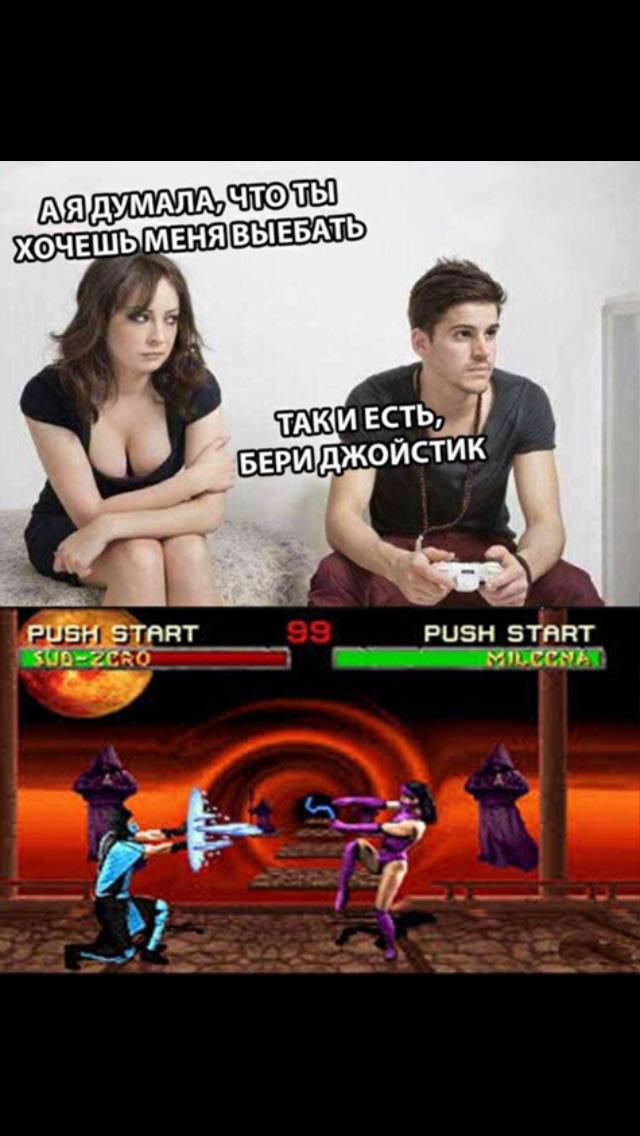 А Я ДУМАЛА, ЧТО ТЫ
ХОЧЕШЬ МЕНЯ ВЫЕБАТЬ
ТАК И ЕСТЬ,
БЕРИ ДЖОЙСТИК
PUSH START 99 PUSH START
SUB-ZERO MILEENA